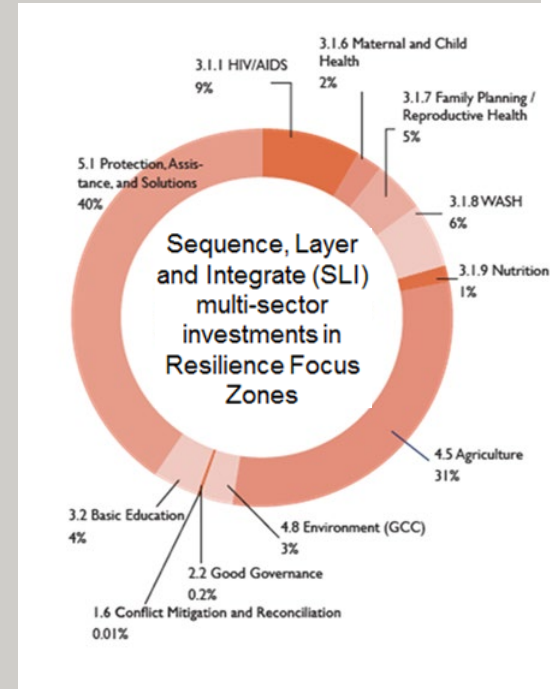 3.1.6 Maternal and Child
Health
2%
3.1.1 HIV/AIDS
9%
3.1.7 Family Planning /
Reproductive Health
5%
5.1 Protection, Assis-
tance, and Solutions
40%
3.1.8 WASH
6%
Sequence, Layer
and Integrate (SLI)
multi-sector
investments in
Resilience Focus
Zones
3.1.9 Nutrition
1%
4.5 Agriculture
31%
3.2 Basic Education
4%
4.8 Environment (GCC)
3%
2.2 Good Governance
0.2%
1.6 Conflict Mitigation and Reconciliation
0.01%